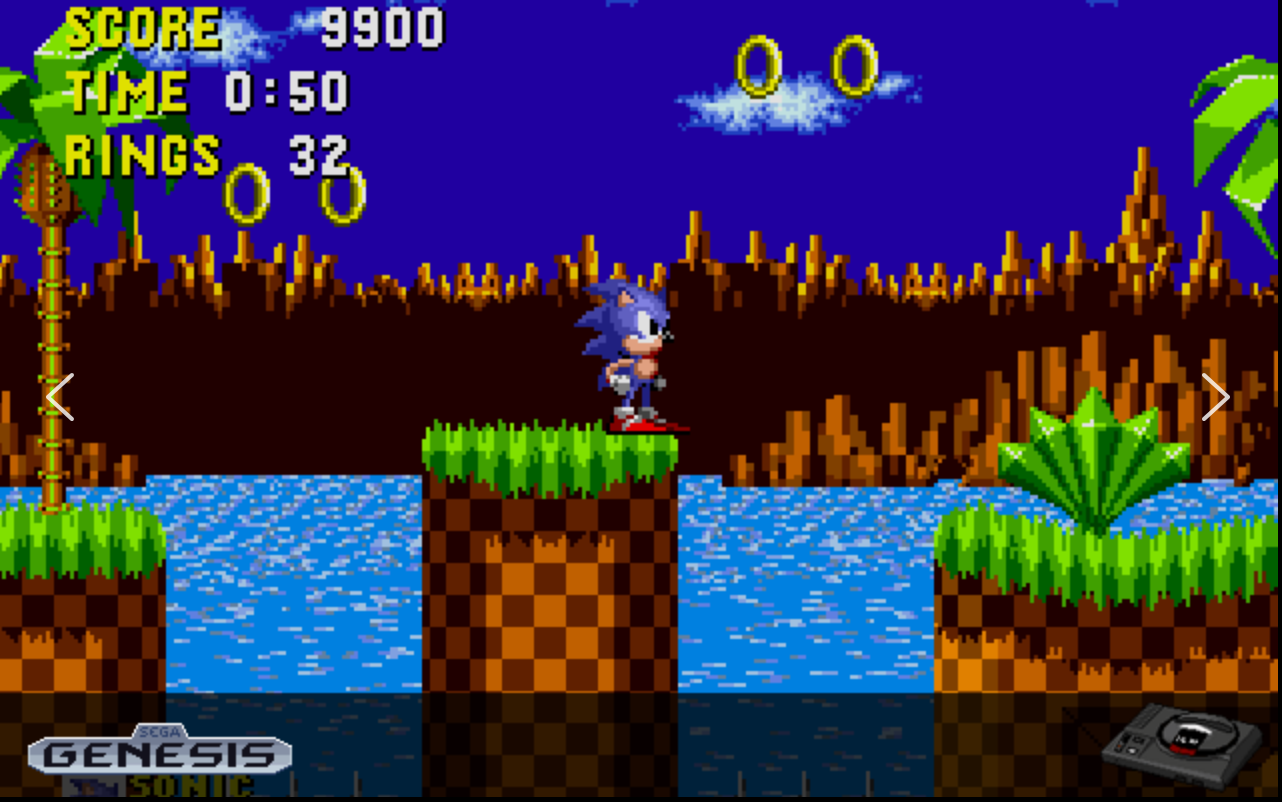 SCORE 9900
TIME 0:50
RINGS 32
SEGA
GENESIS
SONIC